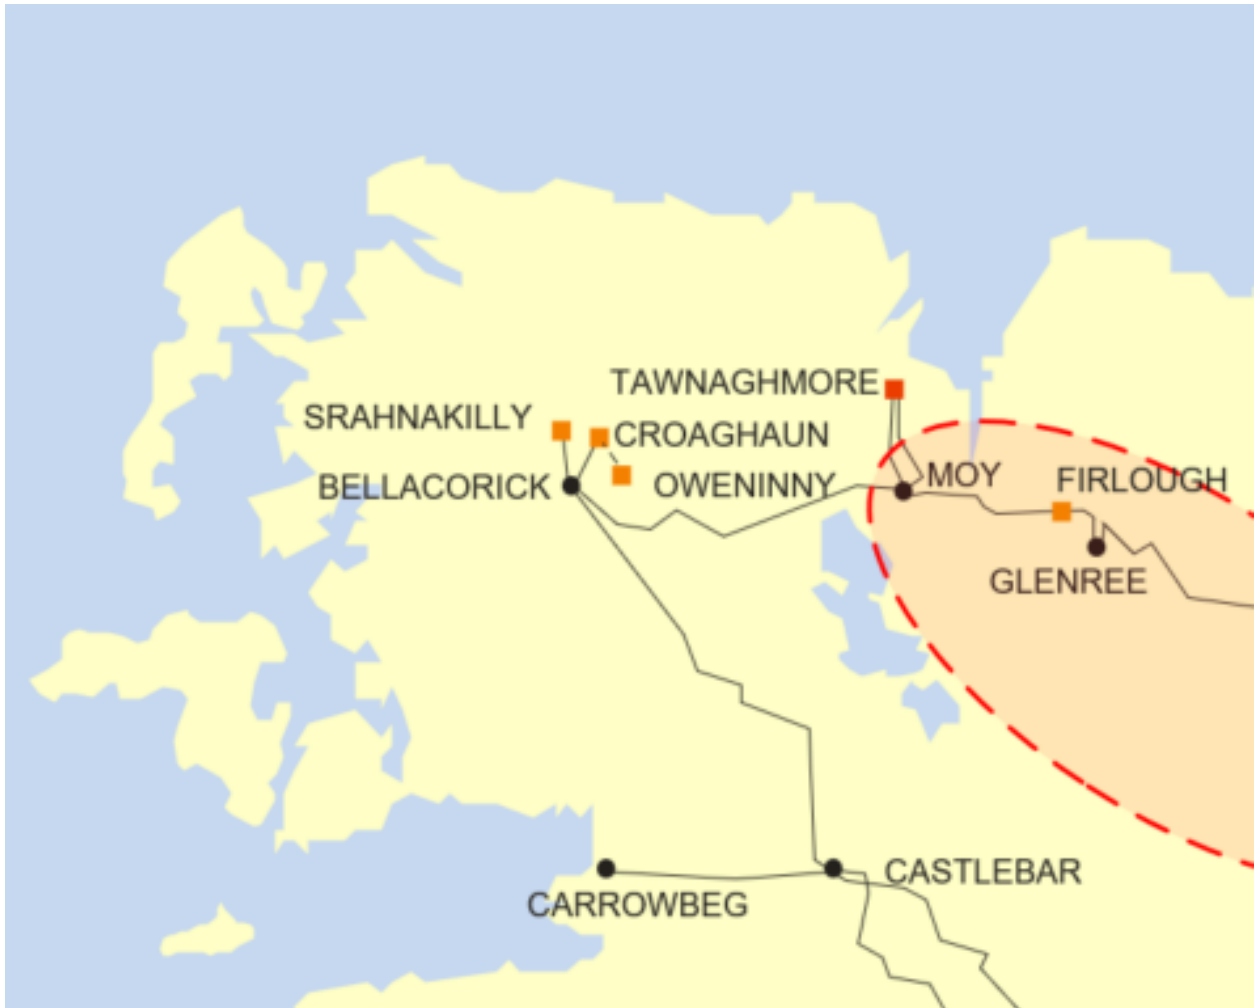 TAWNAGHMORE
SRAHNAKILLY
CROAGHAUN
MOY
FIRLOUGH
BELLACORICK
OWENINNY
GLENREE
CASTLEBAR
CARROWBEG